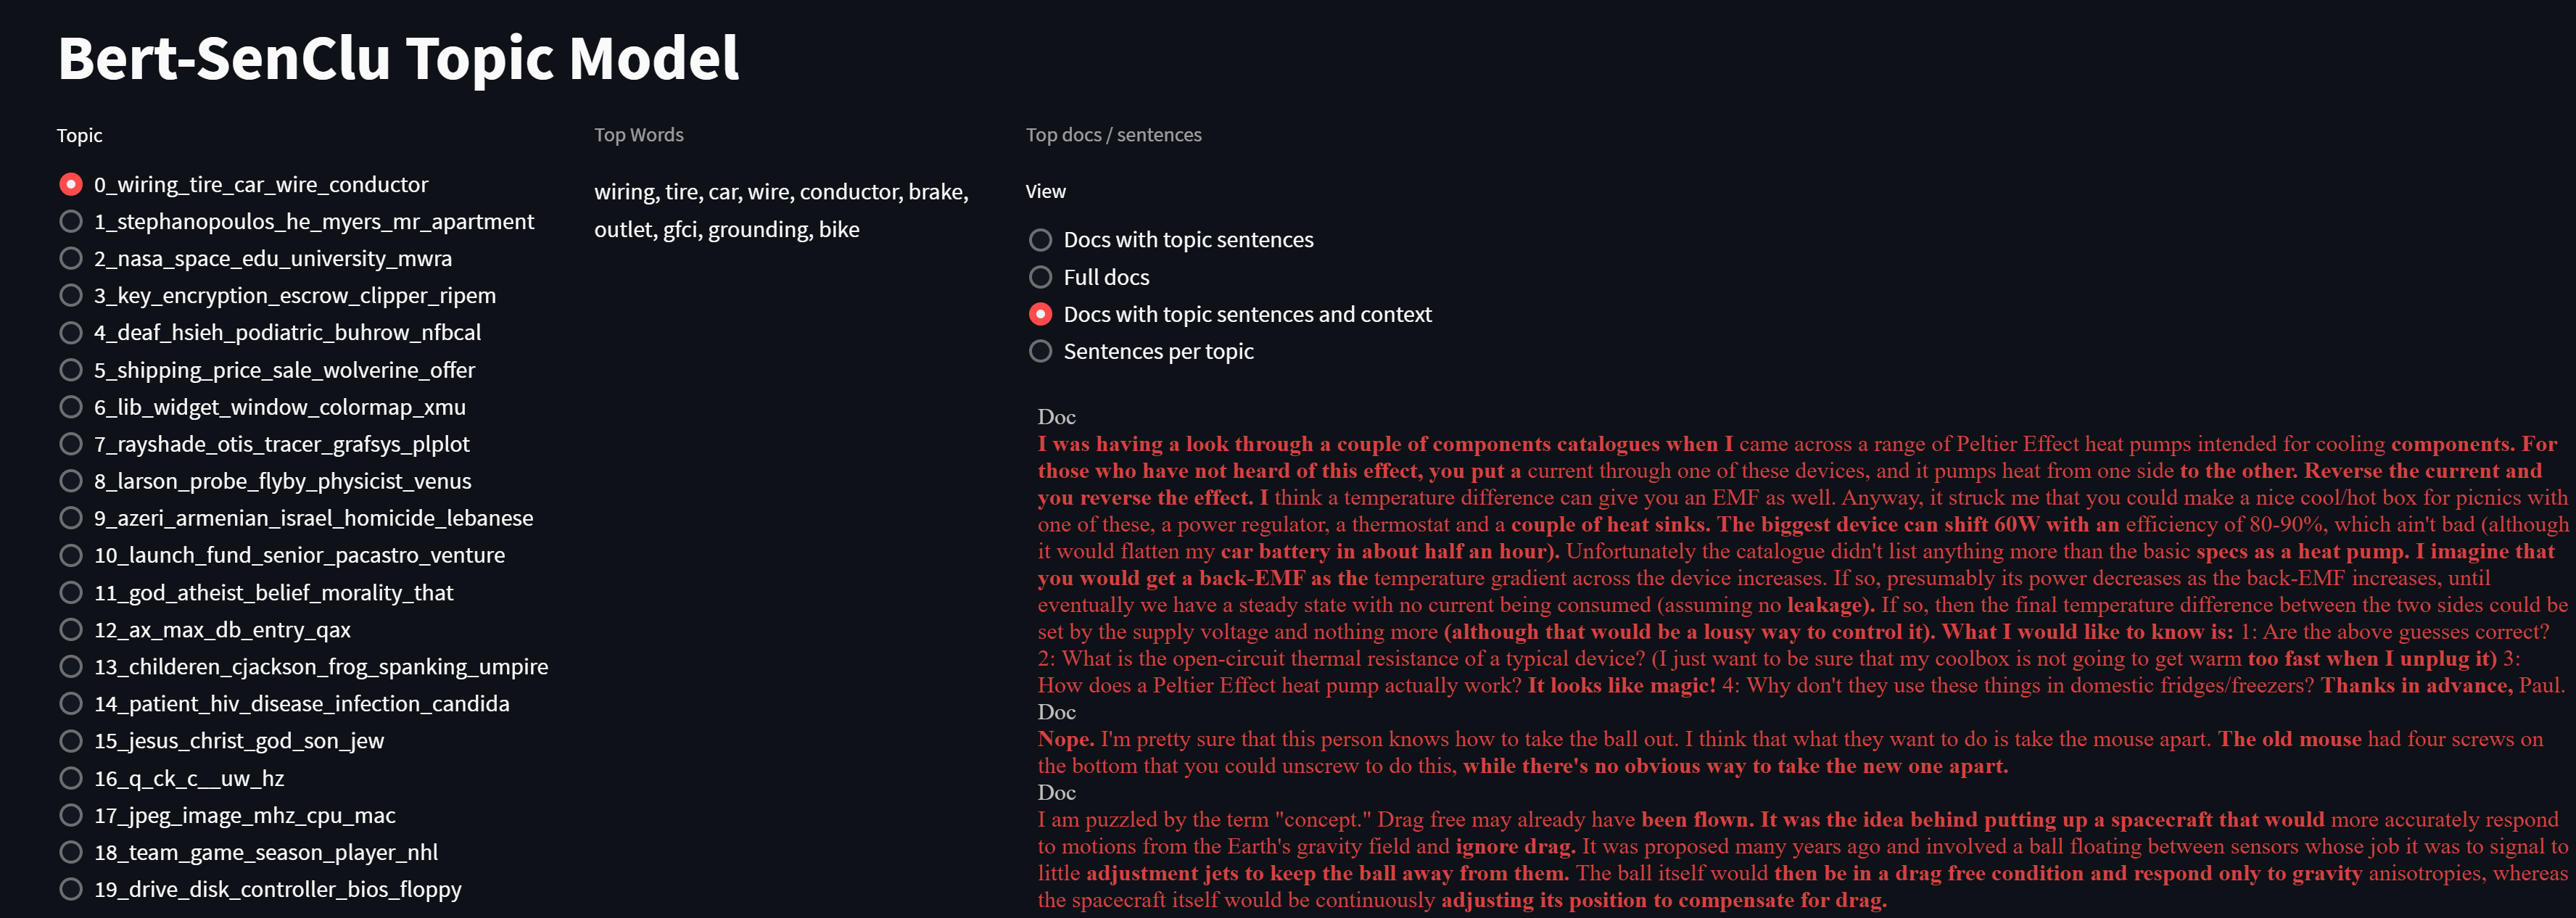 Bert-SenClu Topic Model
Topic
0_wiring_tire_car_wire_conductor
1_stephanopoulos_he_myers_mr_apartment
2_nasa_space_edu_university_mwra
3_key_encryption_escrow_clipper_ripem
4_deaf_hsieh_podiatric_buhrow_nfbcal
5_shipping_price_sale_wolverine_offer
6_lib_widget_window_colormap_xmu
7_rayshade_otis_tracer_grafsys_plplot
8_larson_probe_flyby_physicist_venus
9_azeri_armenian_israel_homicide_lebanese
10_launch_fund_senior_pacastro_venture
11_god_atheist_belief_morality_that
12_ax_max_db_entry_qax
13_childeren_cjackson_frog_spanking_umpire
14_patient_hiv_disease_infection_candida
15_jesus_christ_god_son_jew
16_q_ck_c__uw_hz
17_jpeg_image_mhz_cpu_mac
18_team_game_season_player_nhl
19_drive_disk_controller_bios_floppy
Top Words
wiring, tire, car, wire, conductor, brake,
outlet, gfci, grounding, bike
Top docs / sentences
View
Docs with topic sentences
Full docs
Docs with topic sentences and context
Sentences per topic
Doc
I was having a look through a couple of components catalogues when I came across a range of Peltier Effect heat pumps intended for cooling components. For
those who have not heard of this effect, you put a current through one of these devices, and it pumps heat from one side to the other. Reverse the current and
you reverse the effect. I think a temperature difference can give you an EMF as well. Anyway, it struck me that you could make a nice cool/hot box for picnics with
one of these, a power regulator, a thermostat and a couple of heat sinks. The biggest device can shift 60W with an efficiency of 80-90%, which ain't bad (although
it would flatten my car battery in about half an hour). Unfortunately the catalogue didn't list anything more than the basic specs as a heat pump. I imagine that
you would get a back-EMF as the temperature gradient across the device increases. If so, presumably its power decreases as the back-EMF increases, until
eventually we have a steady state with no current being consumed (assuming no leakage). If so, then the final temperature difference between the two sides could be
set by the supply voltage and nothing more (although that would be a lousy way to control it). What I would like to know is: 1: Are the above guesses correct?
2: What is the open-circuit thermal resistance of a typical device? (I just want to be sure that my coolbox is not going to get warm too fast when I unplug it) 3:
How does a Peltier Effect heat pump actually work? It looks like magic! 4: Why don't they use these things in domestic fridges/freezers? Thanks in advance, Paul.
Doc
Nope. I'm pretty sure that this person knows how to take the ball out. I think that what they want to do is take the mouse apart. The old mouse had four screws on
the bottom that you could unscrew to do this, while there's no obvious way to take the new one apart.
Doc
I am puzzled by the term "concept." Drag free may already have been flown. It was the idea behind putting up a spacecraft that would more accurately respond
to motions from the Earth's gravity field and ignore drag. It was proposed many years ago and involved a ball floating between sensors whose job it was to signal to
little adjustment jets to keep the ball away from them. The ball itself would then be in a drag free condition and respond only to gravity anisotropies, whereas
the spacecraft itself would be continuously adjusting its position to compensate for drag.